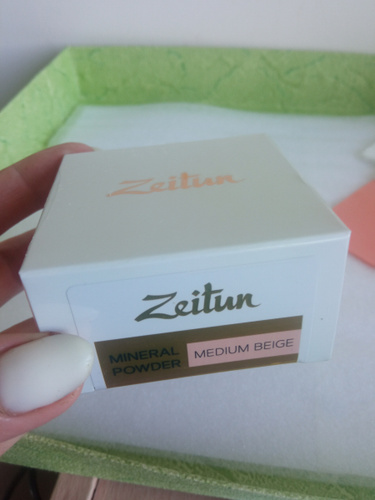 Zeitun
Zeitun
MINERAL
POWDER
MEDIUM BEIGE